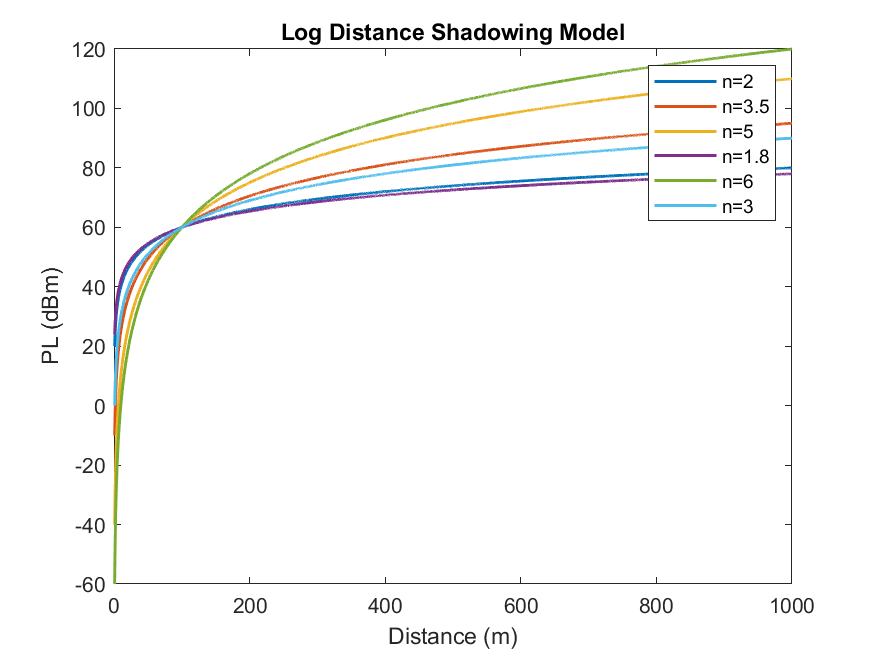 Log Distance Shadowing Model
120
100
80
60
40
20
0
-20
-40
-60
PL (dBm)
n=2
n=3.5
n=5
n=1.8
n=6
n=3
0 200 400 600 800 1000
Distance (m)